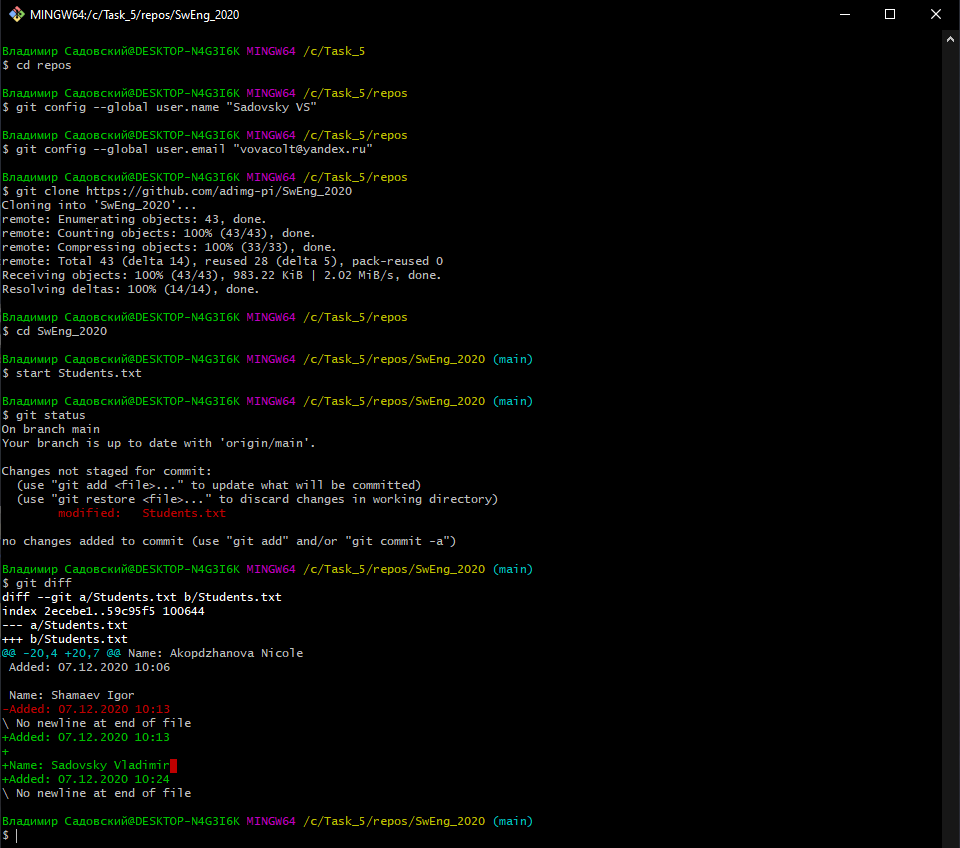 MINGW64:/c/Task_5/repos/SwEng_2020
Владимир Садовский@DESKTOP-N4G3I6K MINGW64 /c/Task_5
$ cd repos
Владимир Садовский@DESKTOP-N4G3I6K MINGW64 /c/Task_5/repos
$ git config --global user.name "Sadovsky VS"
Владимир Садовский@DESKTOP-N4G3I6K MINGW64 /c/Task_5/repos
$ git config --global user.email "vovacolt@yandex.ru"
Владимир Садовский@DESKTOP-N4G3I6K MINGW64 /c/Task_5/repos
$ git clone https://github.com/adimg-pi/SwEng_2020
Cloning into 'SwEng_2020'...
remote: Enumerating objects: 43, done.
remote: Counting objects: 100% (43/43), done.
remote: Compressing objects: 100% (33/33), done.
remote: Total 43 (delta 14), reused 28 (delta 5), pack-reused 0
Receiving objects: 100% (43/43), 983.22 KiB | 2.02 MiB/s, done.
Resolving deltas: 100% (14/14), done.
Владимир Садовский@DESKTOP-N4G3I6K MINGW64 /c/Task_5/repos
$ cd SwEng_2020
Владимир Садовский@DESKTOP-N4G3I6K MINGW64 /c/Task_5/repos/SwEng_2020 (main)
$ start Students.txt
Владимир Садовский@DESKTOP-N4G3I6K MINGW64 /c/Task_5/repos/SwEng_2020 (main)
$ git status
On branch main
Your branch is up to date with 'origin/main'.
Changes not staged for commit:
  (use "git add <file>..." to update what will be committed)
  (use "git restore <file>..." to discard changes in working directory)
        modified:   Students.txt
no changes added to commit (use "git add" and/or "git commit -a")
Владимир Садовский@DESKTOP-N4G3I6K MINGW64 /c/Task_5/repos/SwEng_2020 (main)
$ git diff
diff --git a/Students.txt b/Students.txt
index 2ecebe1..59c95f5 100644
--- a/Students.txt
+++ b/Students.txt
@@ -20,4 +20,7 @@ Name: Akopdzhanova Nicole
 Added: 07.12.2020 10:06
 Name: Shamaev Igor
-Added: 07.12.2020 10:13
\ No newline at end of file
+Added: 07.12.2020 10:13
+
+Name: Sadovsky Vladimir
+Added: 07.12.2020 10:24
\ No newline at end of file
Владимир Садовский@DESKTOP-N4G3I6K MINGW64 /c/Task_5/repos/SwEng_2020 (main)
$